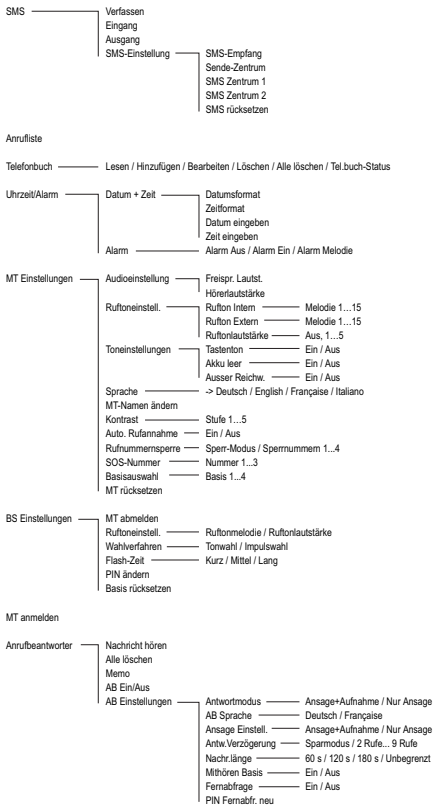 SMS Verfassen
Eingang
Ausgang
SMS-Einstellung SMS-Empfang
Sende-Zentrum
SMS Zentrum 1
SMS Zentrum 2
SMS rücksetzen
Anrufliste
Telefonbuch Lesen / Hinzufügen / Bearbeiten / Löschen / Alle löschen / Tel.buch-Status
Uhrzeit/Alarm Datum + Zeit Datumsformat
Zeitformat
Datum eingeben
Zeit eingeben
Alarm Alarm Aus / Alarm Ein / Alarm Melodie
MT Einstellungen Audioeinstellung Freispr. Lautst.
Hörerlautstärke
Ruftoneinstell. Rufton Intern Melodie 1…15
Rufton Extern Melodie 1…15
Ruftonlautstärke Aus, 1…5
Toneinstellungen Tastenton Ein / Aus
Akku leer Ein / Aus
Ausser Reichw. Ein / Aus
Sprache -> Deutsch / English / Française / Italiano
MT-Namen ändern
Kontrast Stufe 1…5
Auto. Rufannahme Ein / Aus
Rufnummernsperre Sperr-Modus / Sperrnummern 1...4
SOS-Nummer Nummer 1...3
Basisauswahl Basis 1...4
MT rücksetzen
BS Einstellungen MT abmelden
Ruftoneinstell. Ruftonmelodie / Ruftonlautstärke
Wahlverfahren Tonwahl / Impulswahl
Flash-Zeit Kurz / Mittel / Lang
PIN ändern
Basis rücksetzen
MT anmelden
Anrufbeantworter Nachricht hören
Alle löschen
Memo
AB Ein/Aus
AB Einstellungen Antwortmodus Ansage+Aufnahme / Nur Ansage
AB Sprache Deutsch / Française
Ansage Einstell. Ansage+Aufnahme / Nur Ansage
Antw.Verzögerung Sparmodus / 2 Rufe... 9 Rufe
Nachr.länge 60 s / 120 s / 180 s / Unbegrenzt
Mithören Basis Ein / Aus
Fernabfrage Ein / Aus
PIN Fernabfr. neu